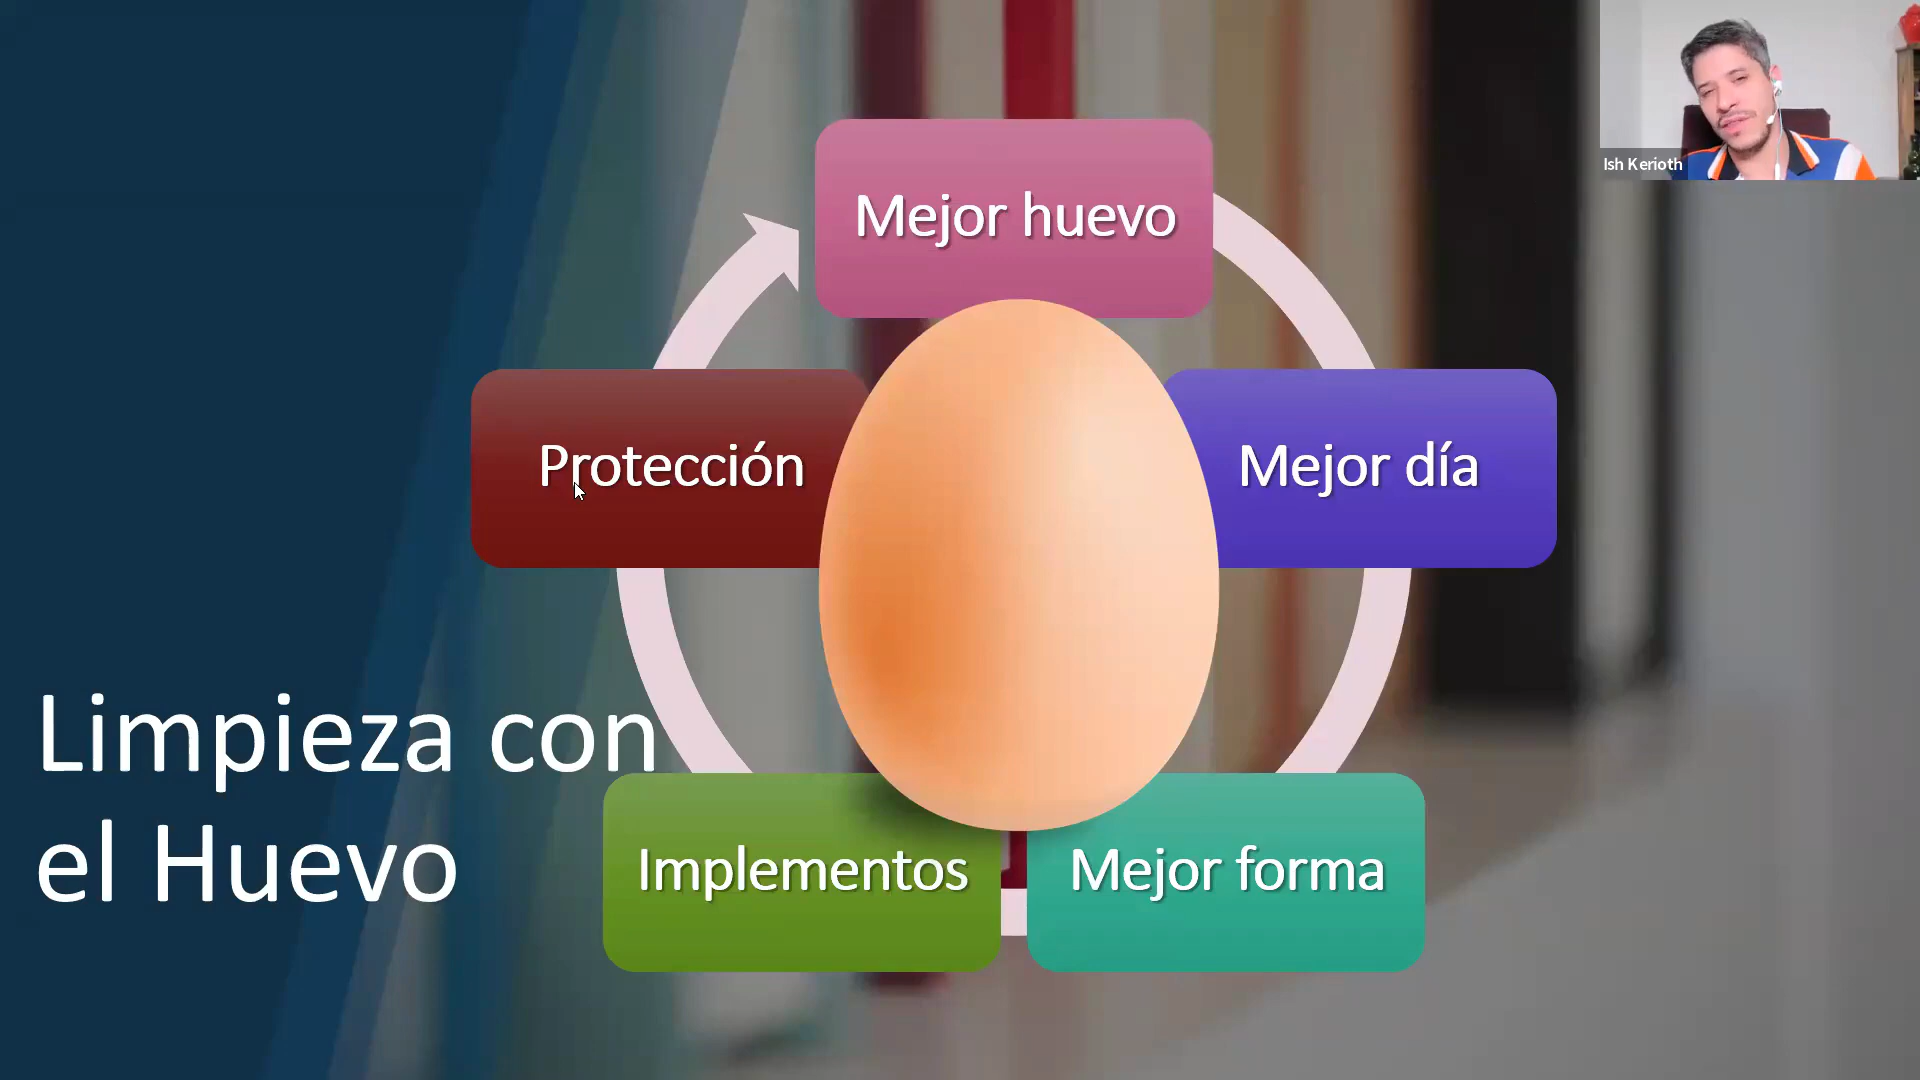 Ish Kerioth
Mejor huevo
Mejor día
Mejor forma
Implementos
Protección
Limpieza con
el Huevo